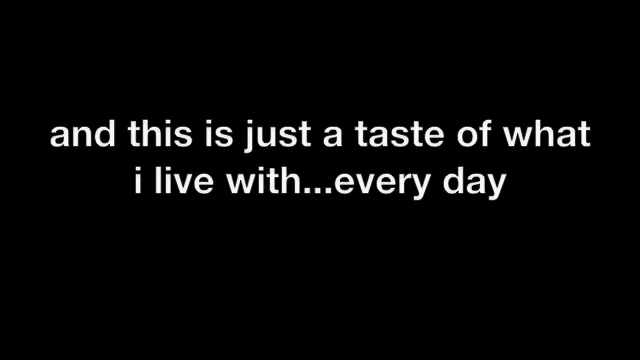 and this is just a taste of what
i live with...every day